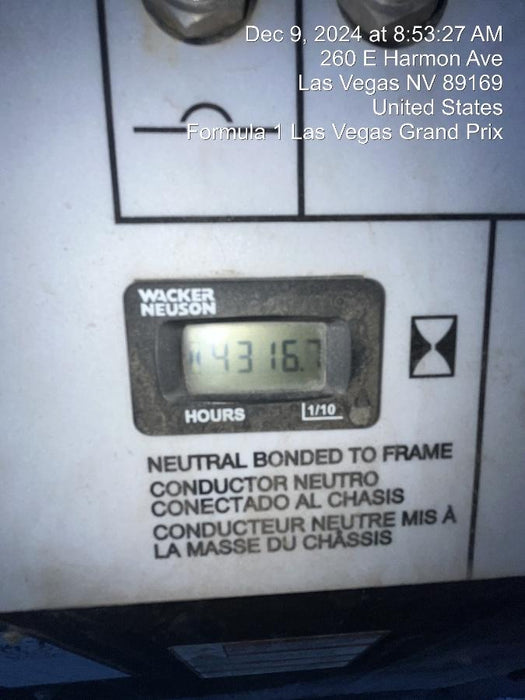 Dec 9, 2024 at 8:53:27 AM
260 E Harmon Ave
Las Vegas NV 89169
United States
Formula 1 Las Vegas Grand Prix
WACKER
NEUSON
4316.7
HOURS
1/10
NEUTRAL BONDED TO FRAME
CONDUCTOR NEUTRO
CONECTADO AL CHASIS
CONDUCTEUR NEUTRE MIS À
LA MASSE DU CHÂSSIS